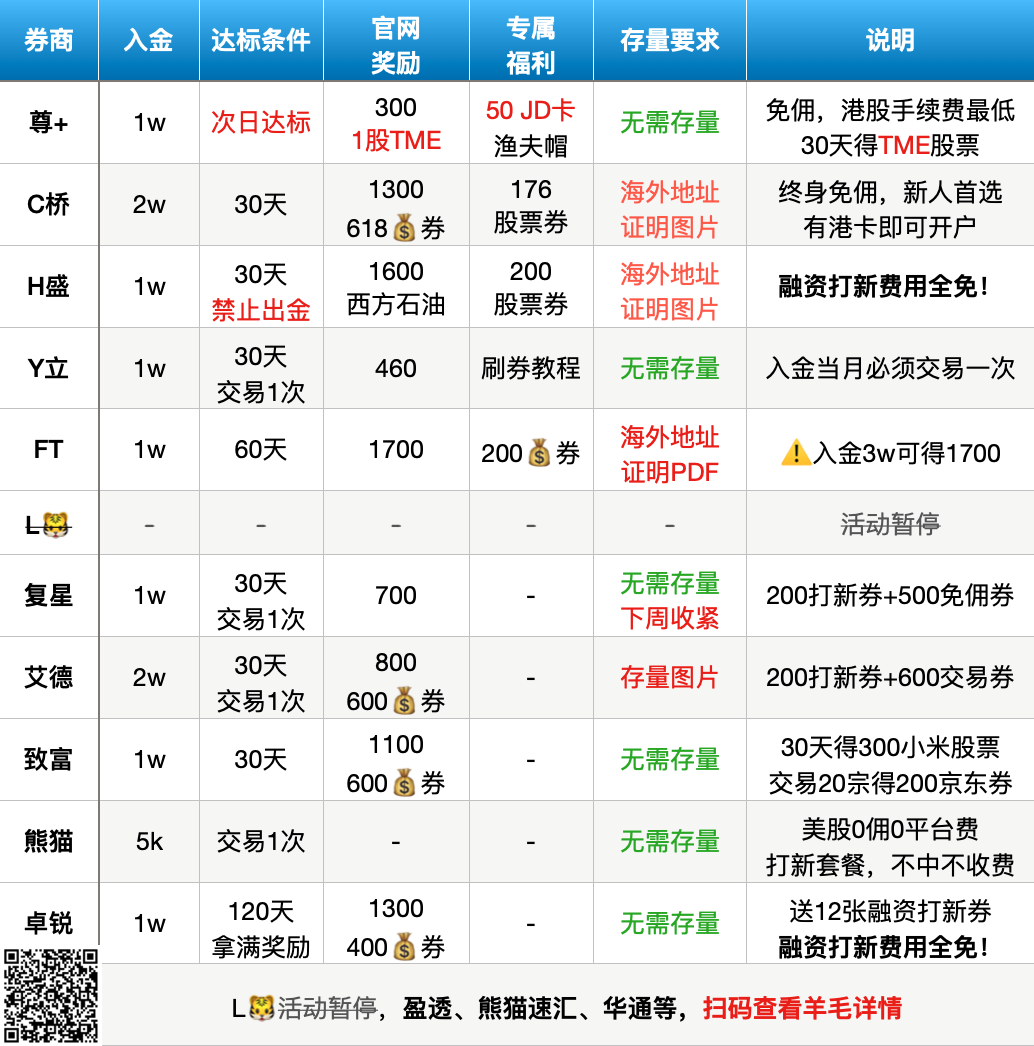 券商 入金 达标条件 官网 专属 存量要求 说明
奖励 福利
尊+ 1w 次日达标 300 50 JD卡 无需存量 免佣，港股手续费最低
1股TME 渔夫帽 30天得TME股票
C桥 2w 30天 1300 176 海外地址 终身免佣，新人首选
618💰券 股票券 证明图片 有港卡即可开户
H盛 1w 30天 1600 200 海外地址 融资打新费用全免！
禁止出金 西方石油 股票券 证明图片
Y立 1w 30天 460 刷券教程 无需存量 入金当月必须交易一次
交易1次
FT 1w 60天 1700 200💰券 海外地址 ⚠️入金3w可得1700
证明PDF
L🐯 - - - - - 活动暂停
复星 1w 30天 700 - 无需存量 200打新券+500免佣券
交易1次 下周收紧
艾德 2w 30天 800 - 存量图片 200打新券+600交易券
交易1次 600💰券
致富 1w 30天 1100 - 无需存量 30天得300小米股票
600💰券 交易20宗得200京东券
熊猫 5k 交易1次 - - 无需存量 美股0佣0平台费
打新套餐，不中不收费
卓锐 1w 120天 1300 - 无需存量 送12张融资打新券
拿满奖励 400💰券 融资打新费用全免！
L🐯活动暂停，盈透、熊猫速汇、华通等，扫码查看羊毛详情